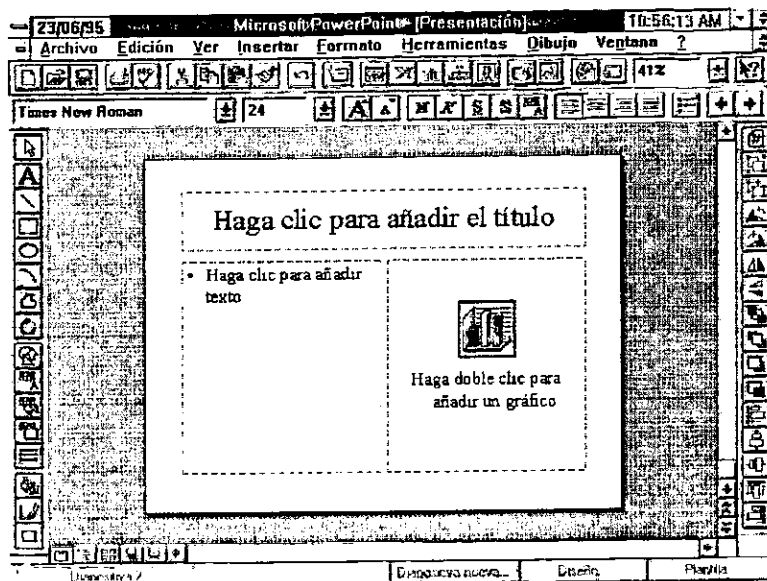 23/06/95 Microsoft PowerPoint [Presentación] 10:56:13 AM
Archivo Edición Ver Insertar Formato Herramientas Dibujo Ventana ?
41%
Times New Roman 24
Haga clic para añadir el título
• Haga clic para añadir
texto
Haga doble clic para
añadir un gráfico
Diapositiva 2 Diapositiva nueva... Diseño... Plantilla